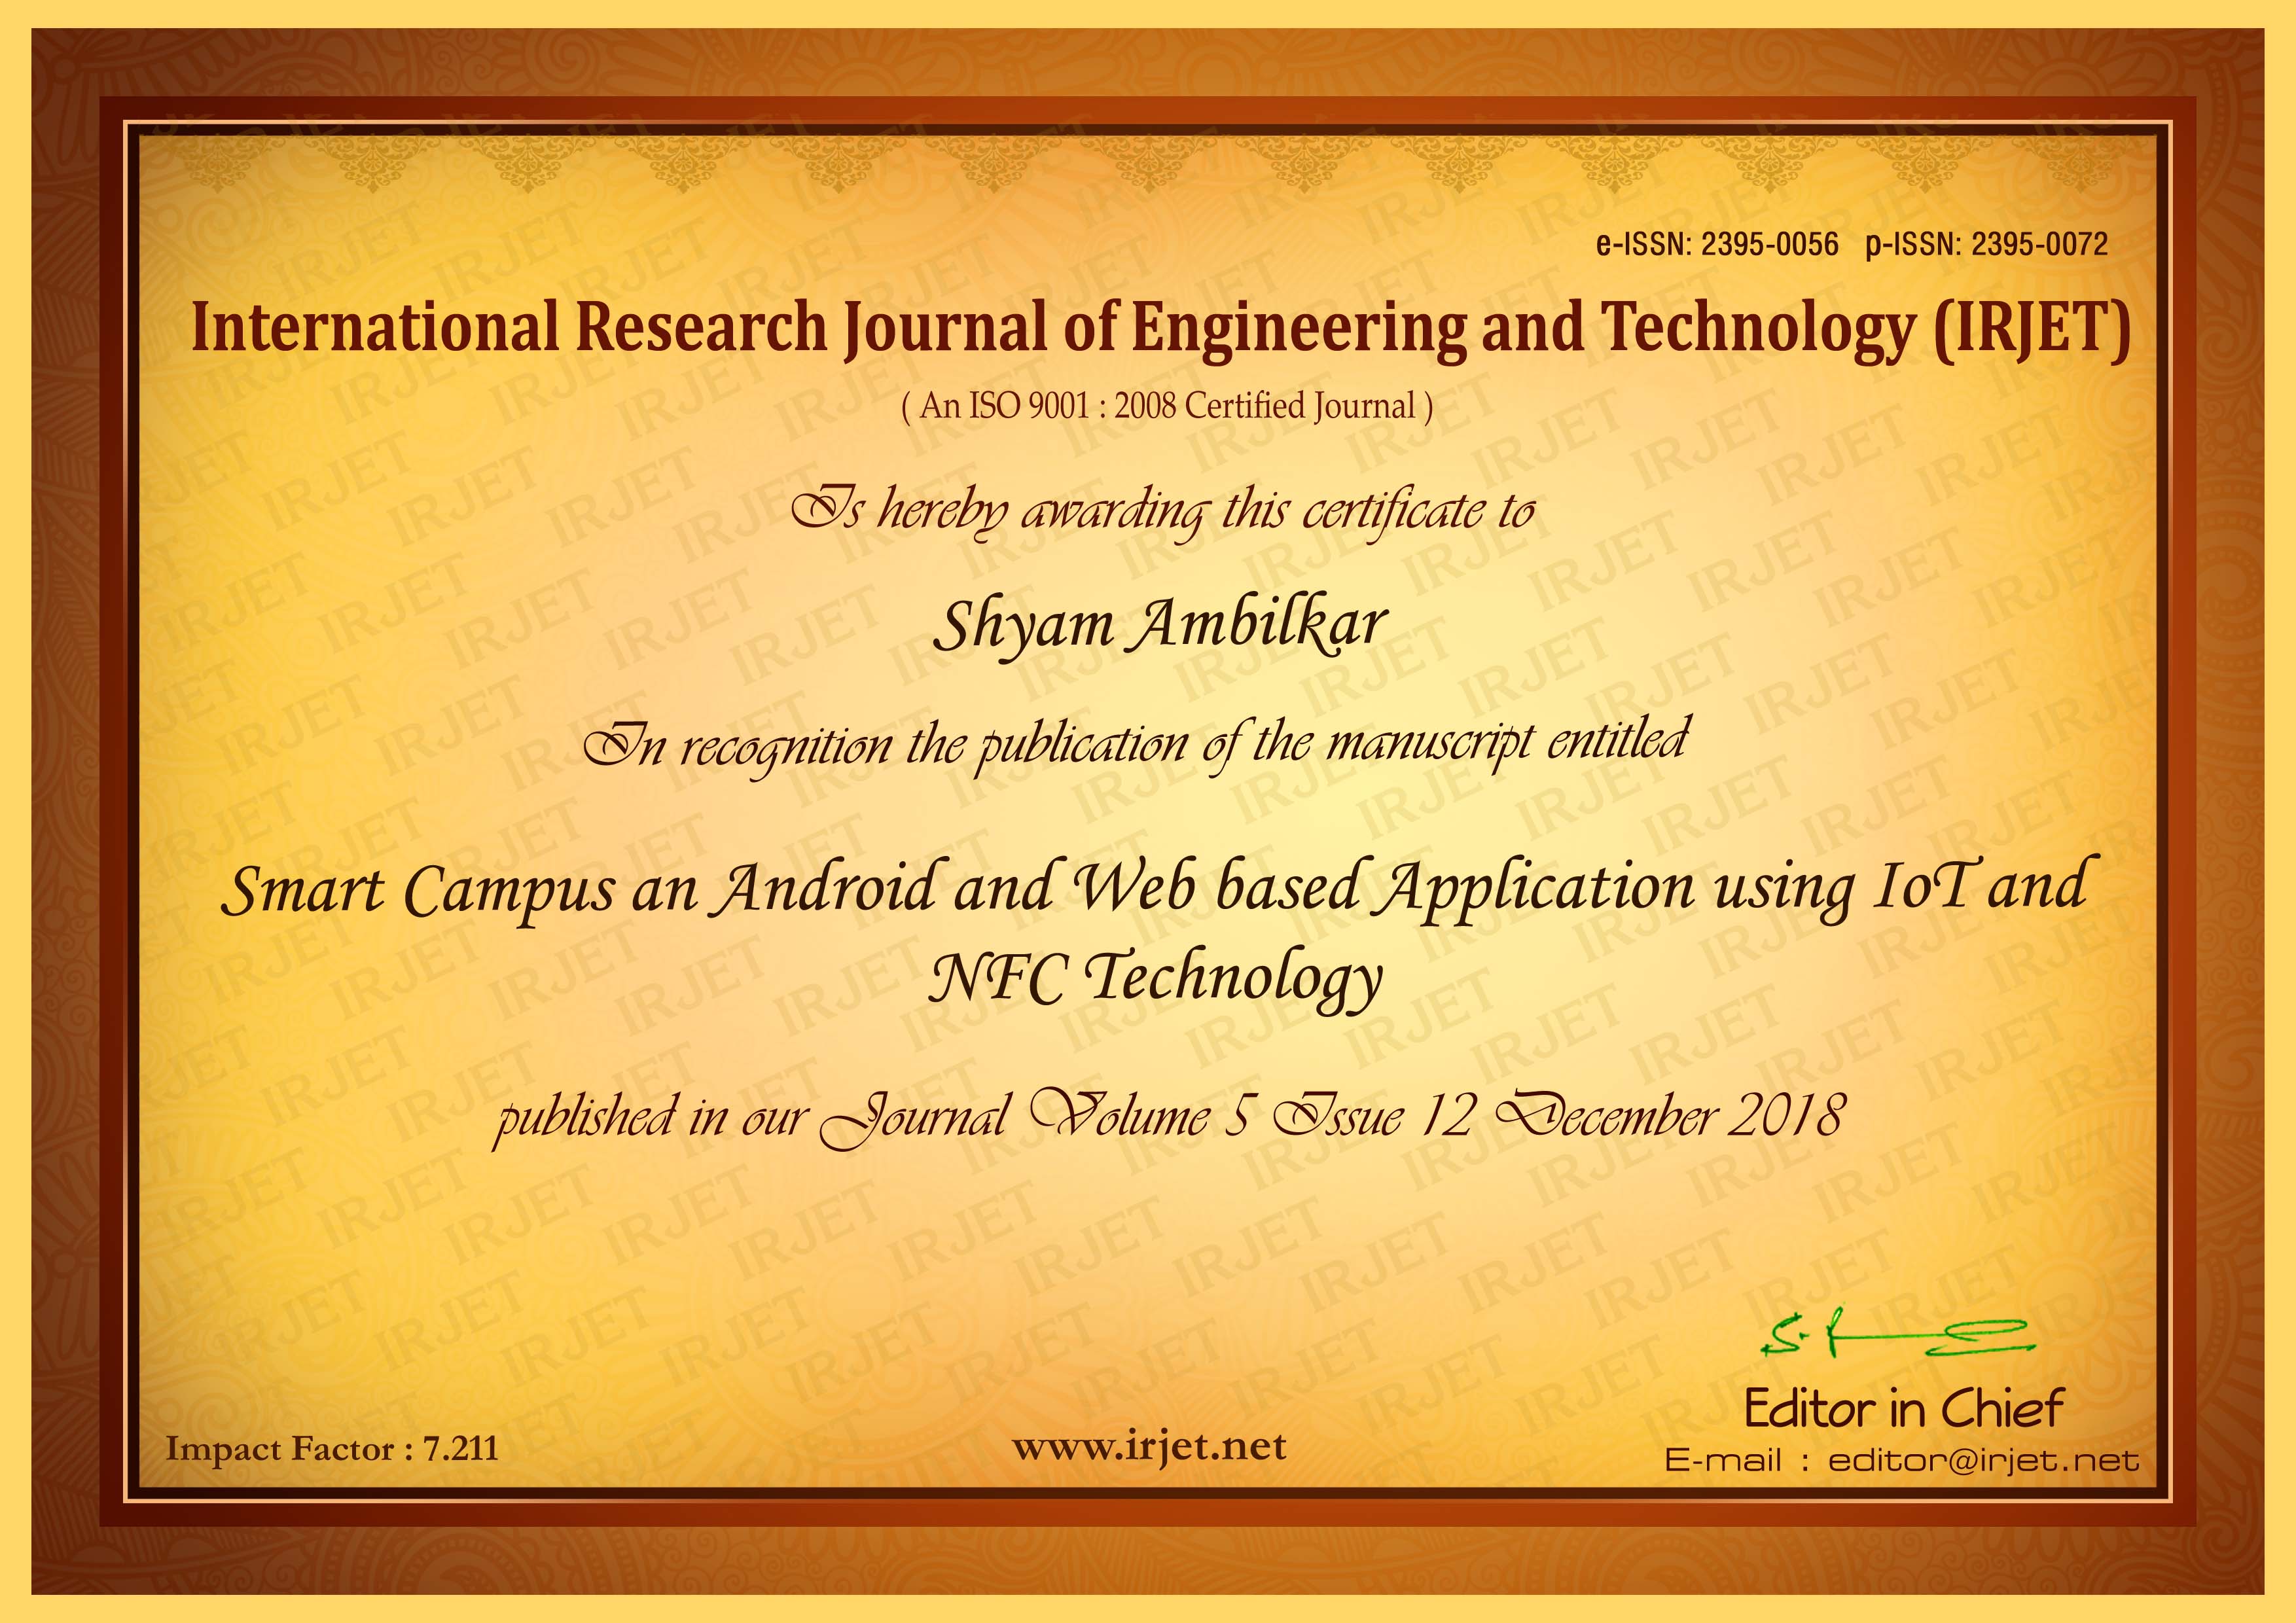 e-ISSN: 2395-0056 p-ISSN: 2395-0072
International Research Journal of Engineering and Technology (IRJET)
( An ISO 9001 : 2008 Certified Journal )
Is hereby awarding this certificate to
Shyam Ambilkar
In recognition the publication of the manuscript entitled
Smart Campus an Android and Web based Application using IoT and
NFC Technology
published in our Journal Volume 5 Issue 12 December 2018
Editor in Chief
Impact Factor : 7.211
www.irjet.net
E-mail : editor@irjet.net